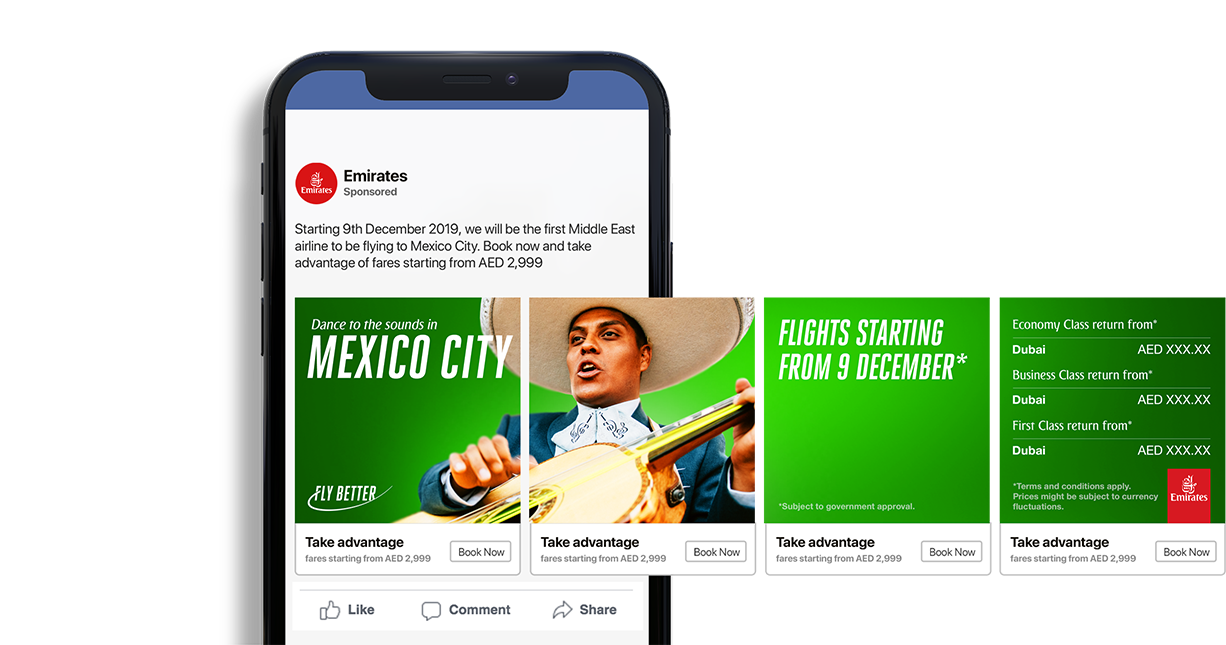 Emirates
Emirates
Sponsored
Starting 9th December 2019, we will be the first Middle East
airline to be flying to Mexico City. Book now and take
advantage of fares starting from AED 2,999
Dance to the sounds in
MEXICO CITY
FLY BETTER
Take advantage
fares starting from AED 2,999
Book Now
Take advantage
fares starting from AED 2,999
Book Now
FLIGHTS STARTING
FROM 9 DECEMBER*
*Subject to government approval.
Take advantage
fares starting from AED 2,999
Book Now
Economy Class return from*
Dubai AED XXX.XX
Business Class return from*
Dubai AED XXX.XX
First Class return from*
Dubai AED XXX.XX
*Terms and conditions apply.
Prices might be subject to currency
fluctuations.
Emirates
Take advantage
fares starting from AED 2,999
Book Now
Like Comment Share